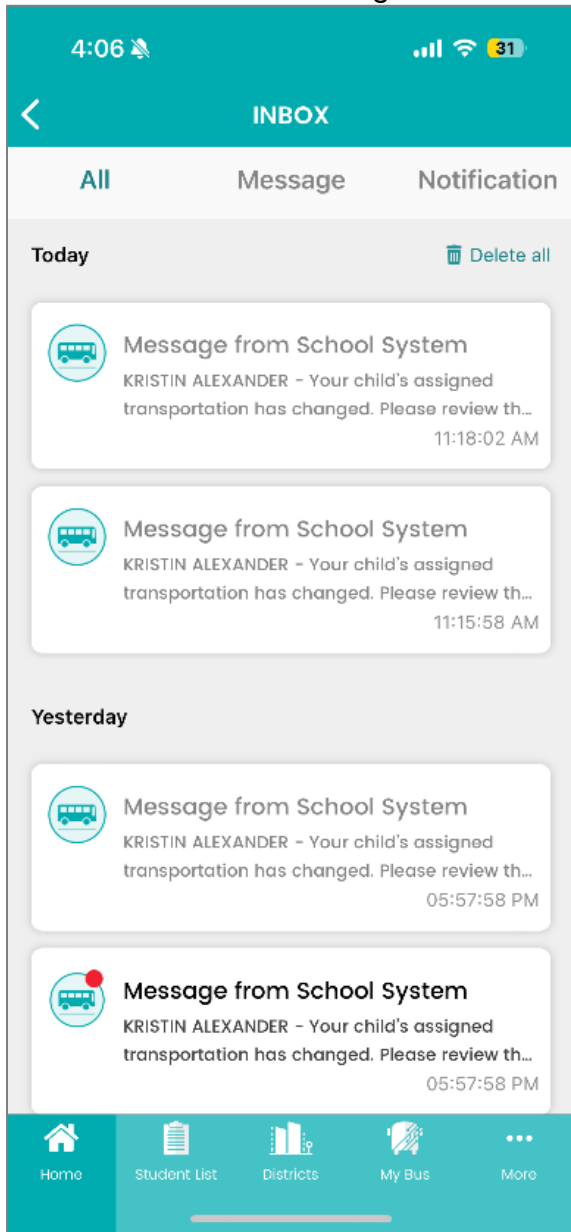 4:06
31
INBOX
All Message Notification
Today Delete all
Message from School System
KRISTIN ALEXANDER - Your child's assigned
transportation has changed. Please review th...
11:18:02 AM
Message from School System
KRISTIN ALEXANDER - Your child's assigned
transportation has changed. Please review th...
11:15:58 AM
Yesterday
Message from School System
KRISTIN ALEXANDER - Your child's assigned
transportation has changed. Please review th...
05:57:58 PM
Message from School System
KRISTIN ALEXANDER - Your child's assigned
transportation has changed. Please review th...
05:57:58 PM
Home Student List Districts My Bus More